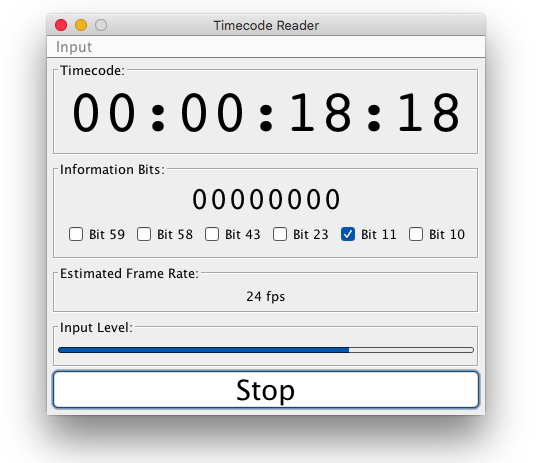 Timecode Reader
Input
Timecode:
00:00:18:18
Information Bits:
00000000
Bit 59 Bit 58 Bit 43 Bit 23 Bit 11 Bit 10
Estimated Frame Rate:
24 fps
Input Level:
Stop